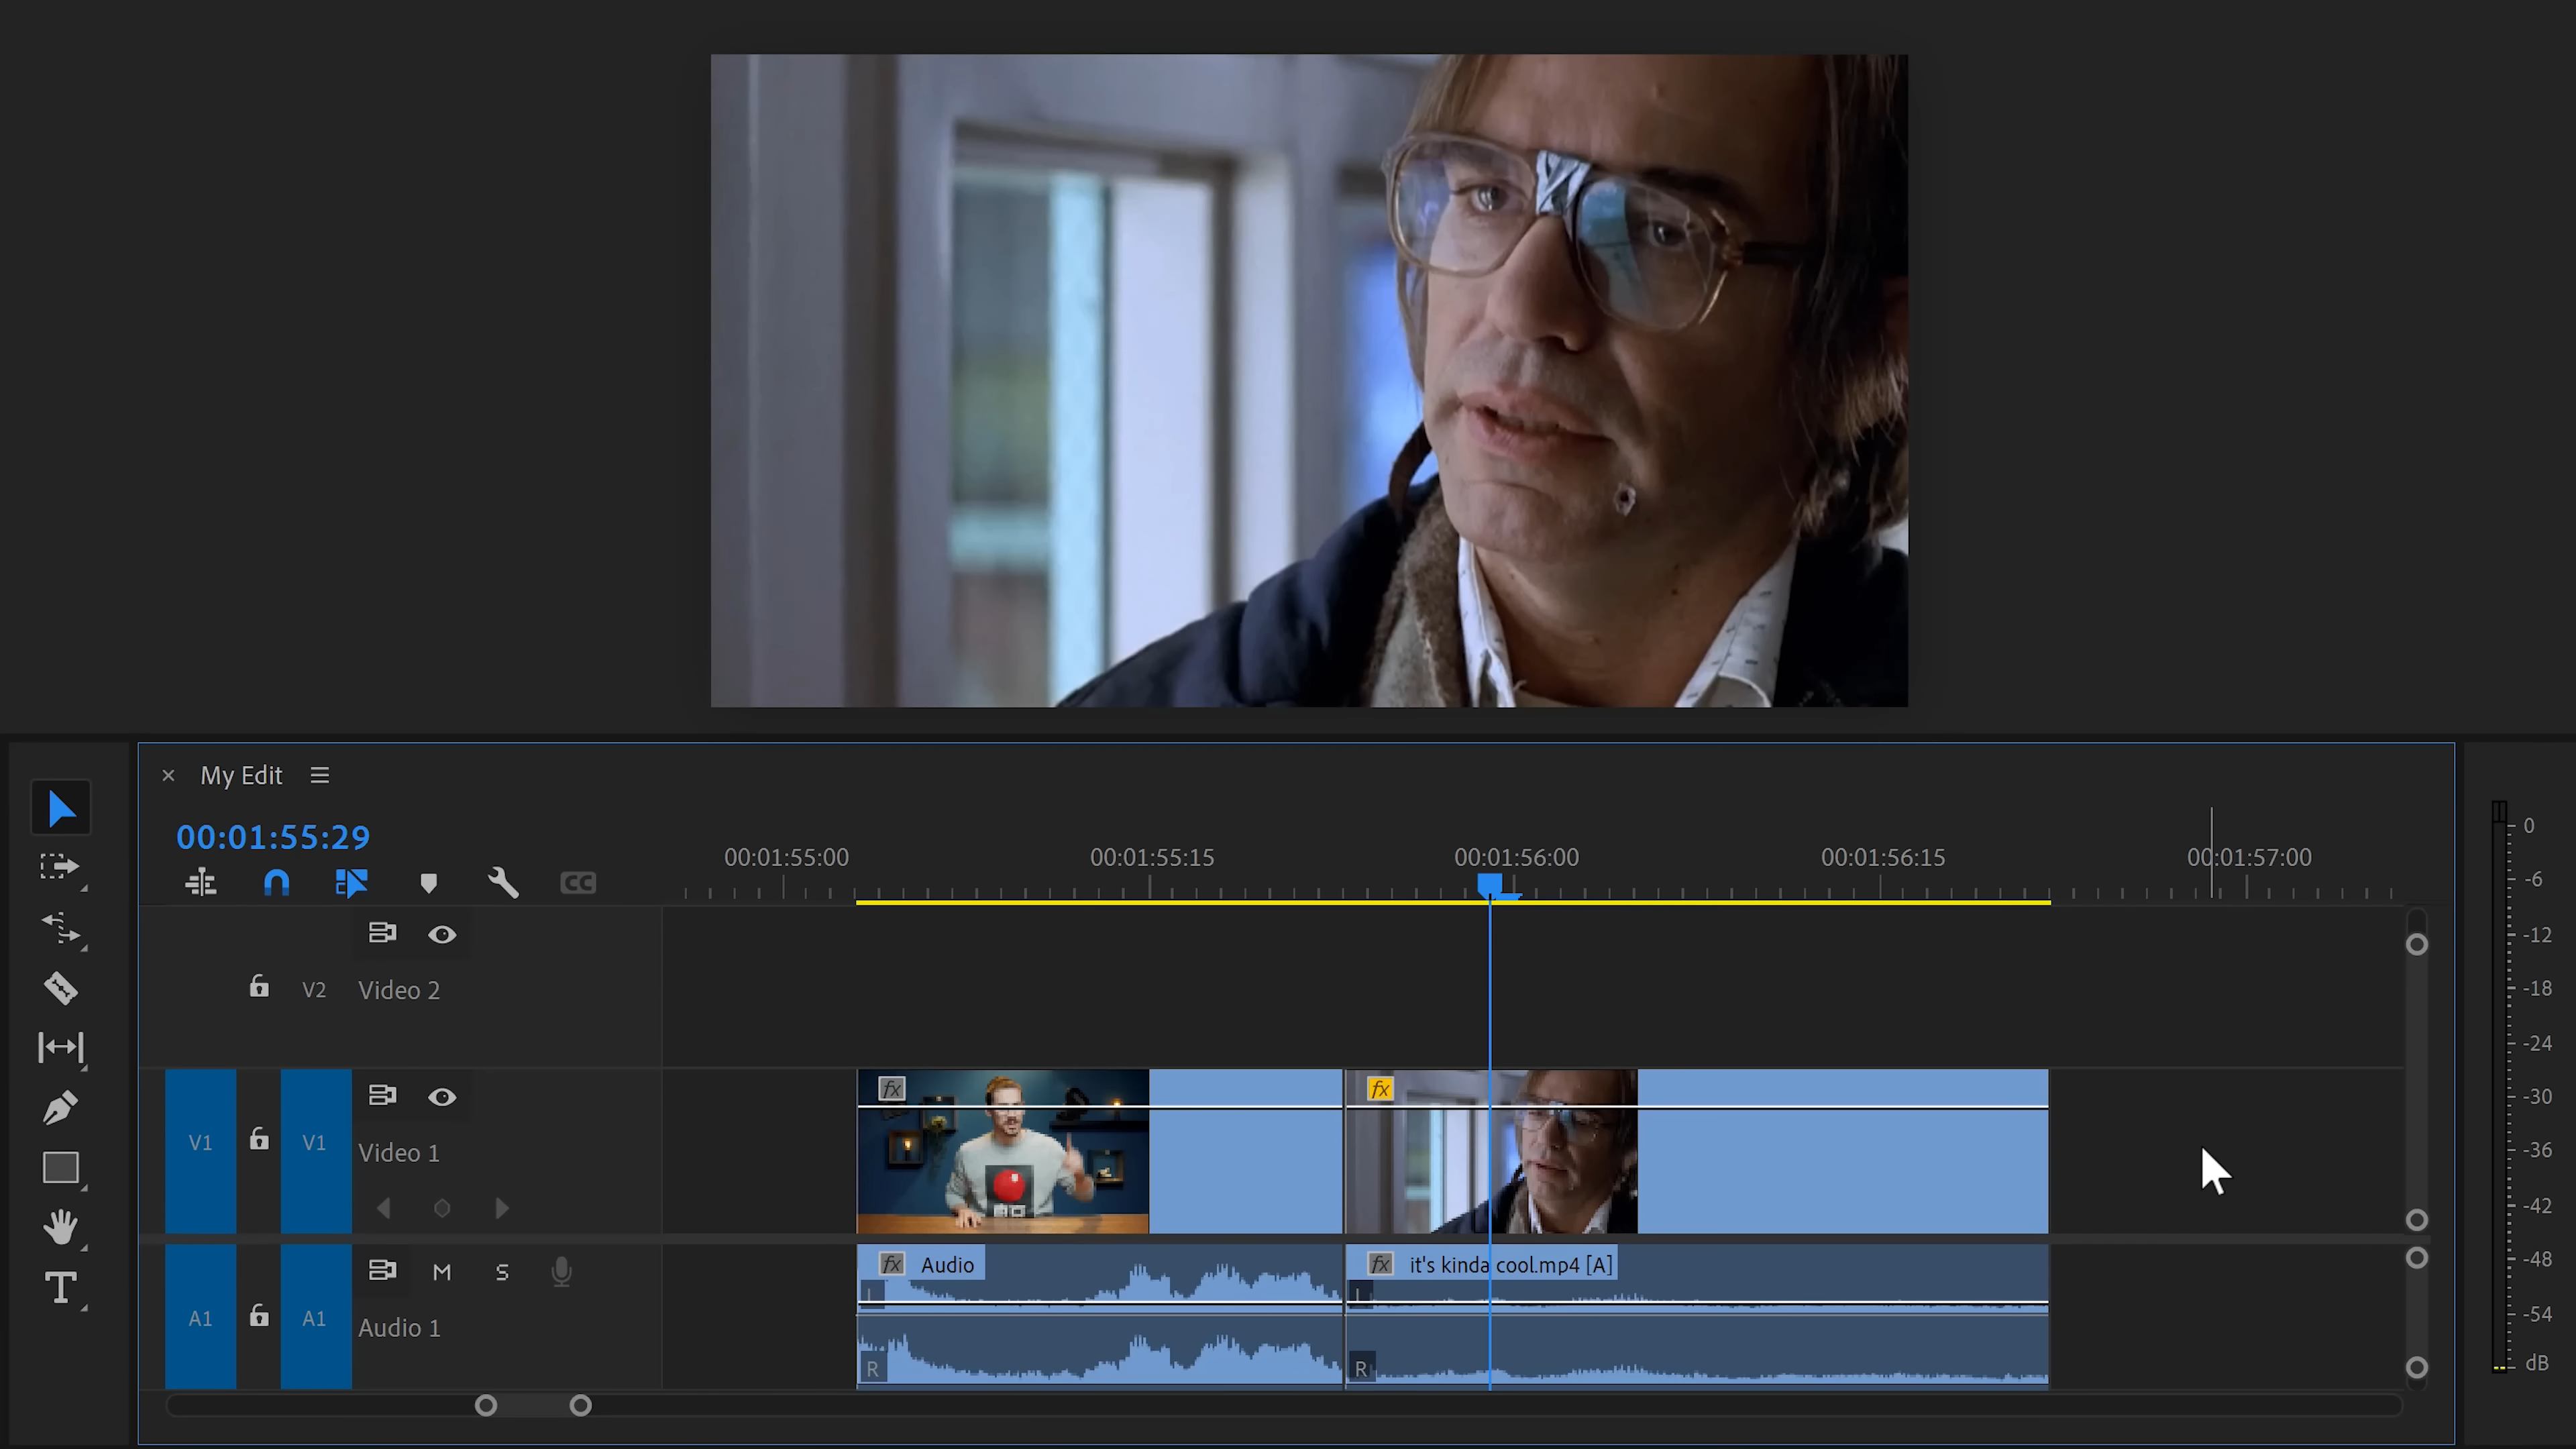 × My Edit
00:01:55:29
00:01:55:00 00:01:55:15 00:01:56:00 00:01:56:15 00:01:57:00
CC
V2 Video 2
V1 V1 Video 1
fx fx
A1 A1 Audio 1
M S
fx Audio
fx it's kinda cool.mp4 [A]
L L
R R
T
0
-6
-12
-18
-24
-30
-36
-42
-48
-54
dB